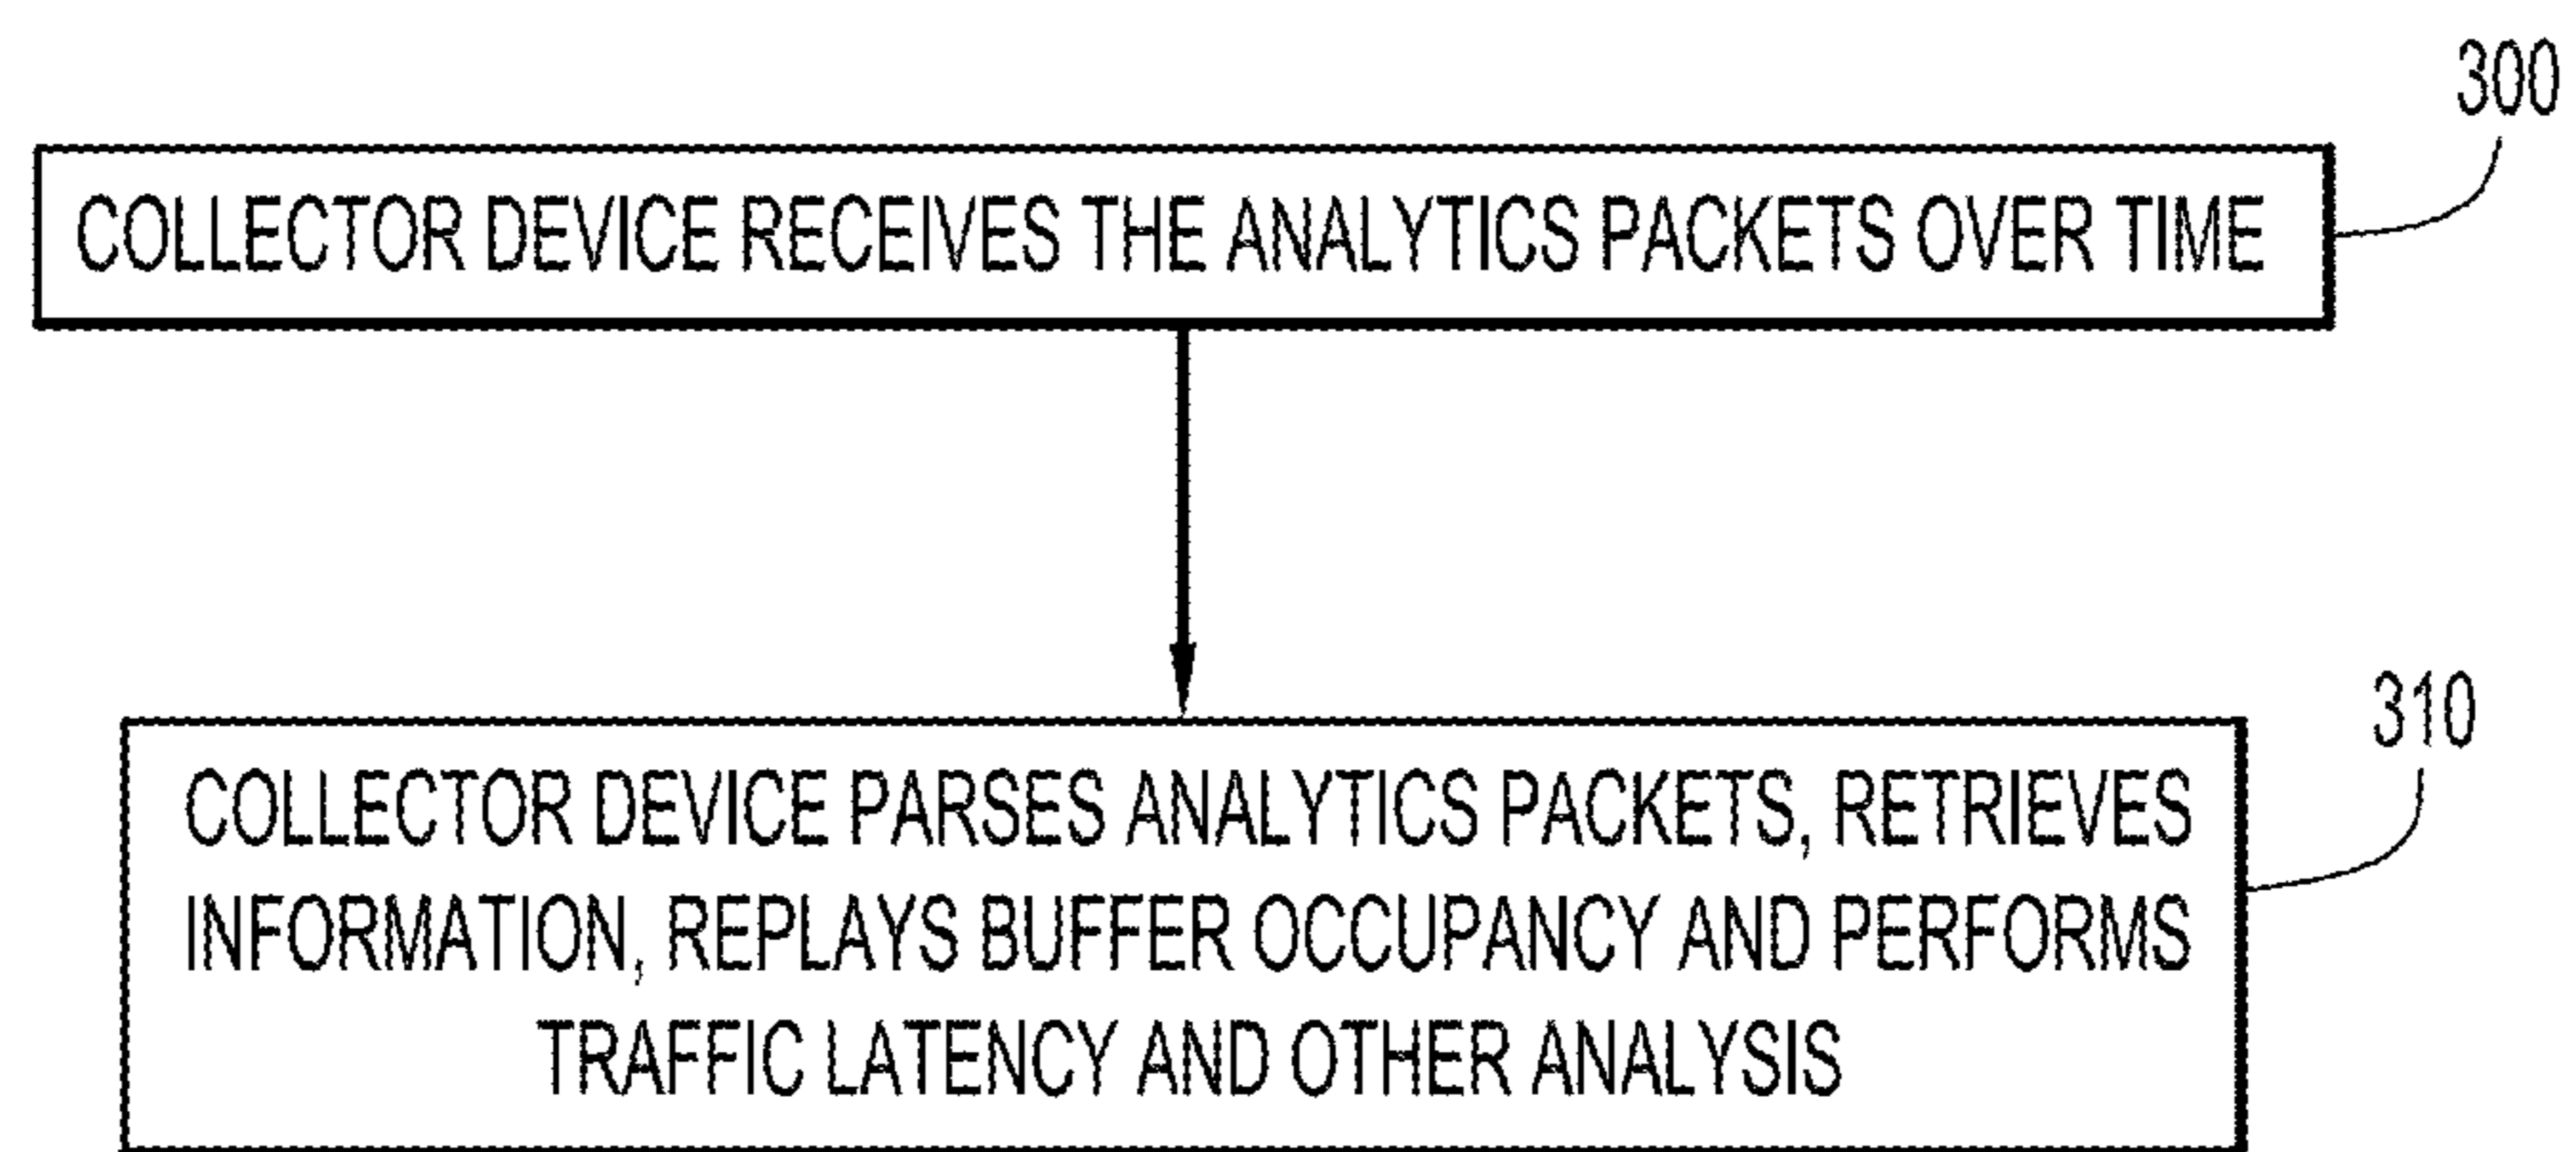 300
COLLECTOR DEVICE RECEIVES THE ANALYTICS PACKETS OVER TIME
310
COLLECTOR DEVICE PARSES ANALYTICS PACKETS, RETRIEVES
INFORMATION, REPLAYS BUFFER OCCUPANCY AND PERFORMS
TRAFFIC LATENCY AND OTHER ANALYSIS